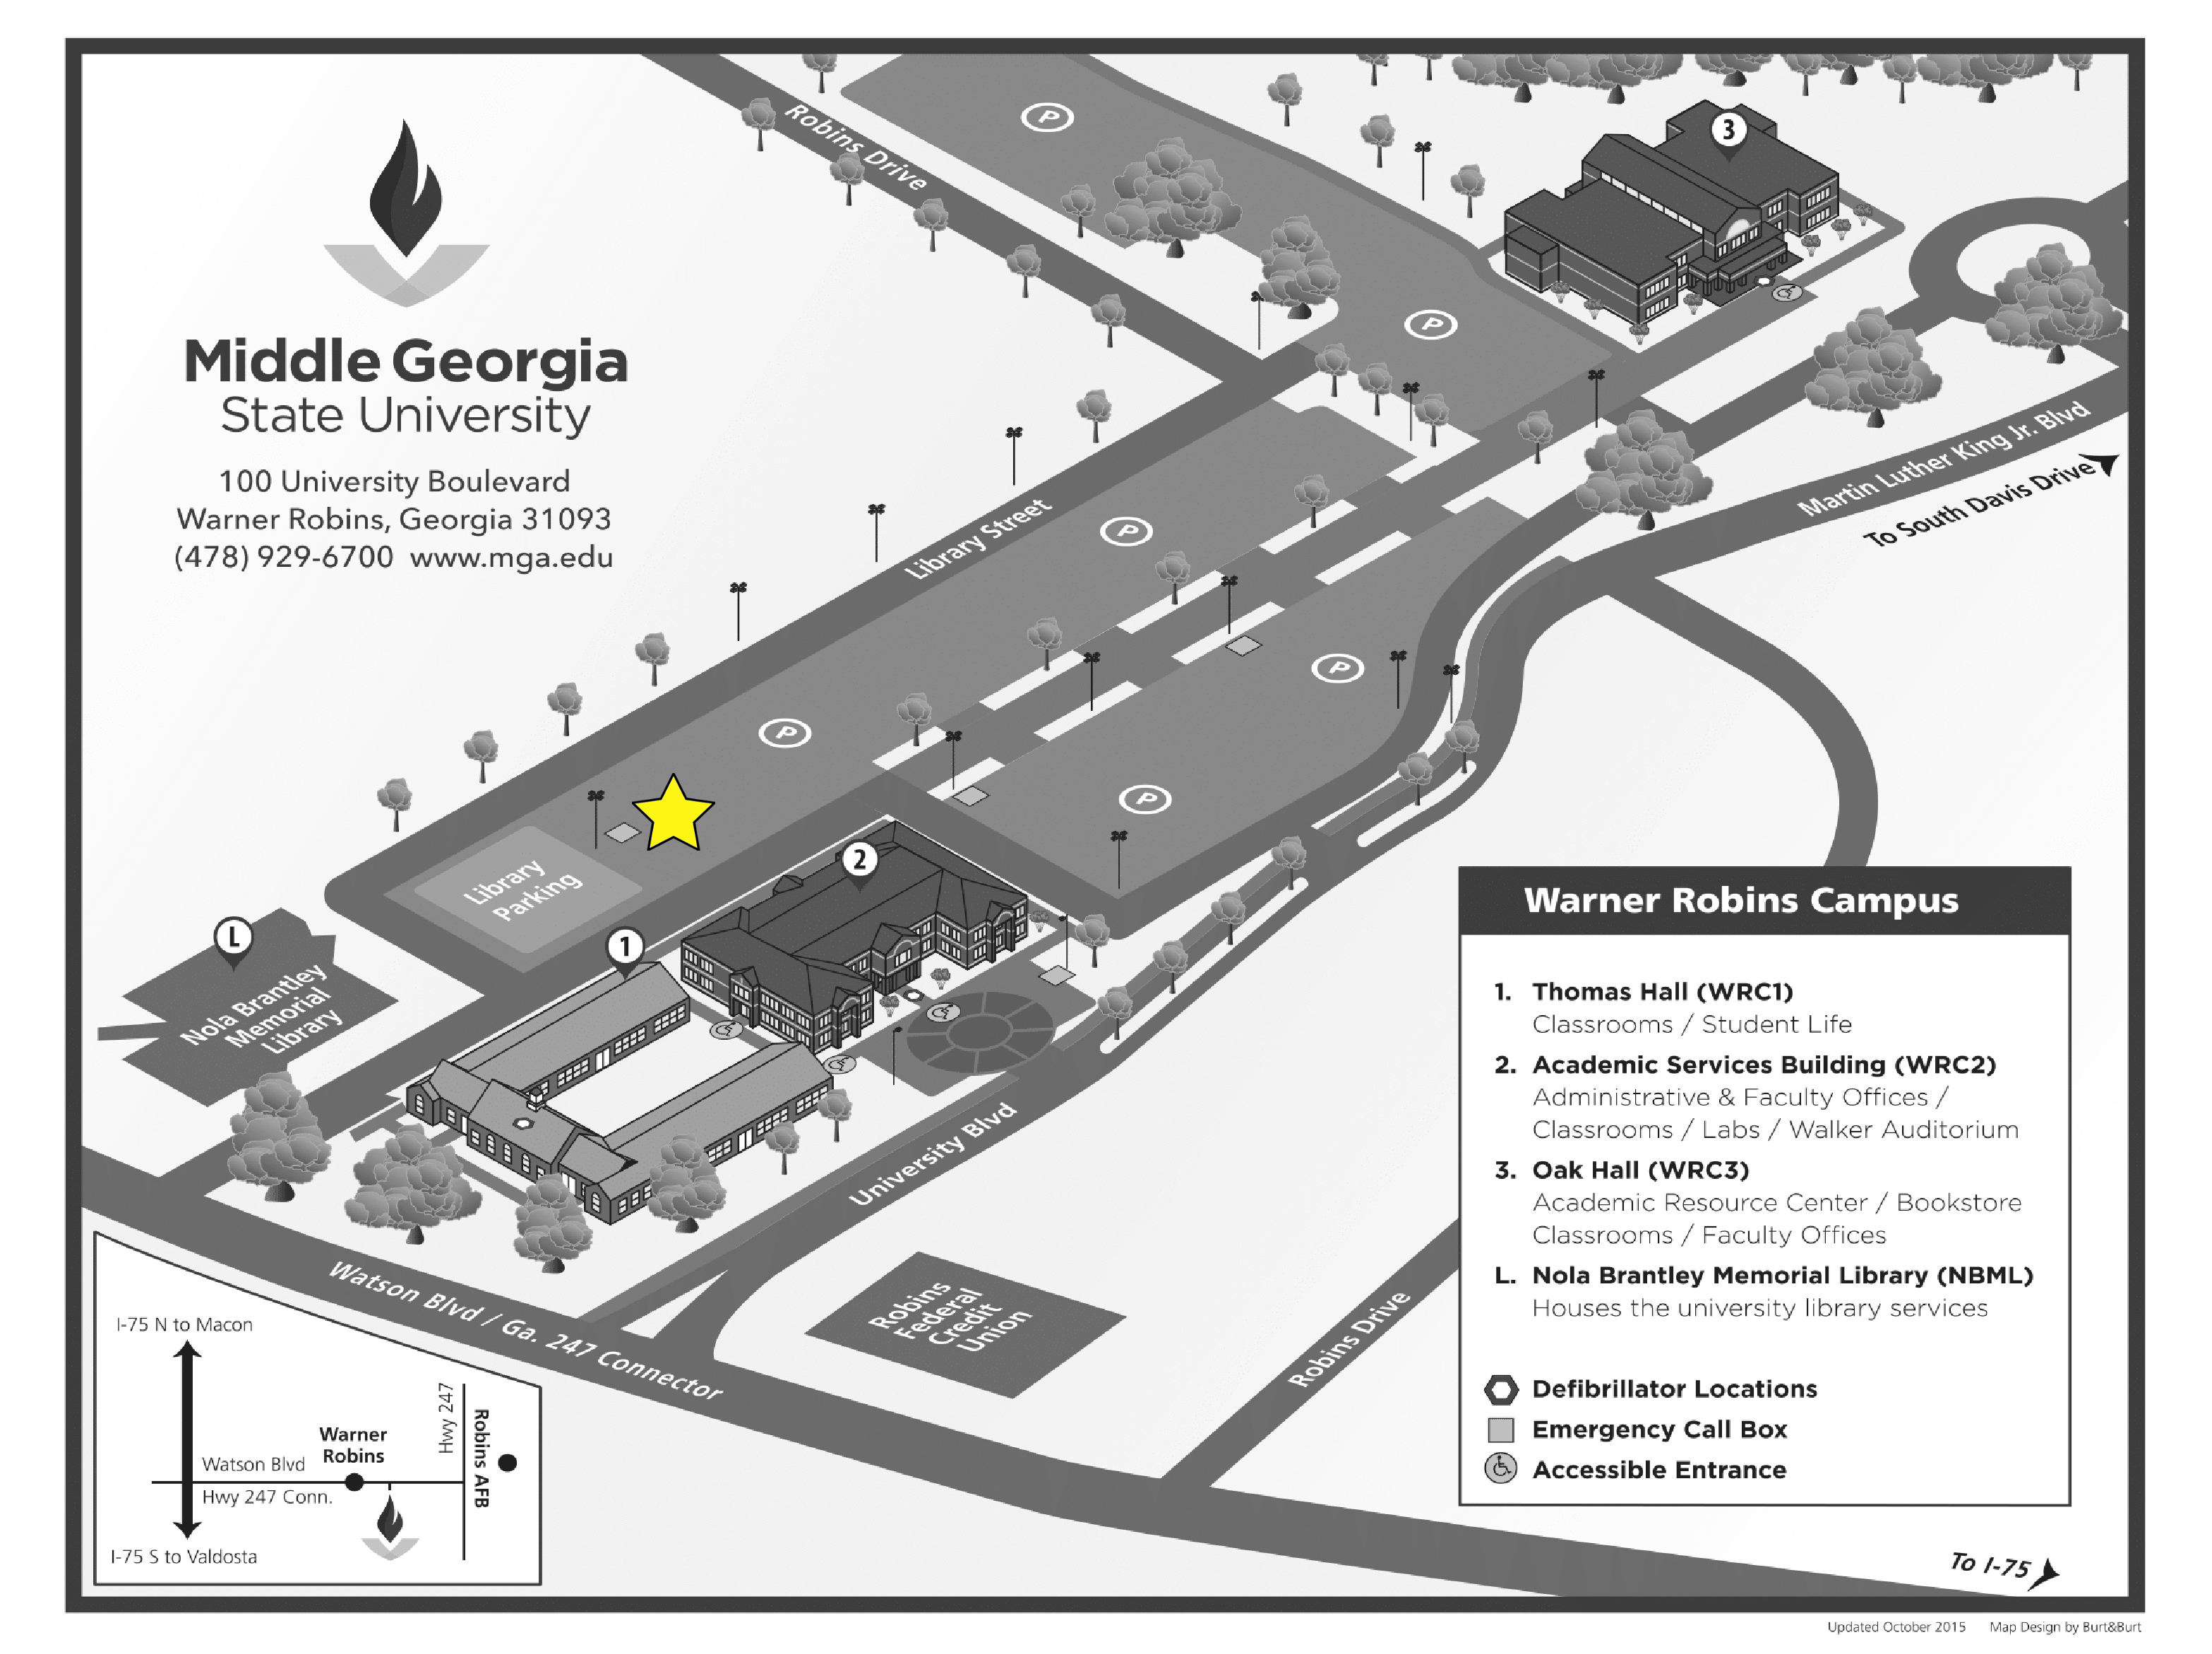 Middle Georgia
State University
100 University Boulevard
Warner Robins, Georgia 31093
(478) 929-6700 www.mga.edu
Robins Drive
P
3
P
Martin Luther King Jr. Blvd
To South Davis Drive
Library Street
P
P
P
P
Library
Parking
2
1
L
Nola Brantley
Memorial
Library
University Blvd
Watson Blvd / Ga. 247 Connector
Robins
Federal
Credit
Union
Robins Drive
Warner Robins Campus
1. Thomas Hall (WRC1)
Classrooms / Student Life
2. Academic Services Building (WRC2)
Administrative & Faculty Offices /
Classrooms / Labs / Walker Auditorium
3. Oak Hall (WRC3)
Academic Resource Center / Bookstore
Classrooms / Faculty Offices
L. Nola Brantley Memorial Library (NBML)
Houses the university library services
Defibrillator Locations
Emergency Call Box
Accessible Entrance
I-75 N to Macon
Warner
Robins
Watson Blvd
Hwy 247 Conn.
Hwy 247
Robins AFB
I-75 S to Valdosta
To I-75
Updated October 2015 Map Design by Burt&Burt